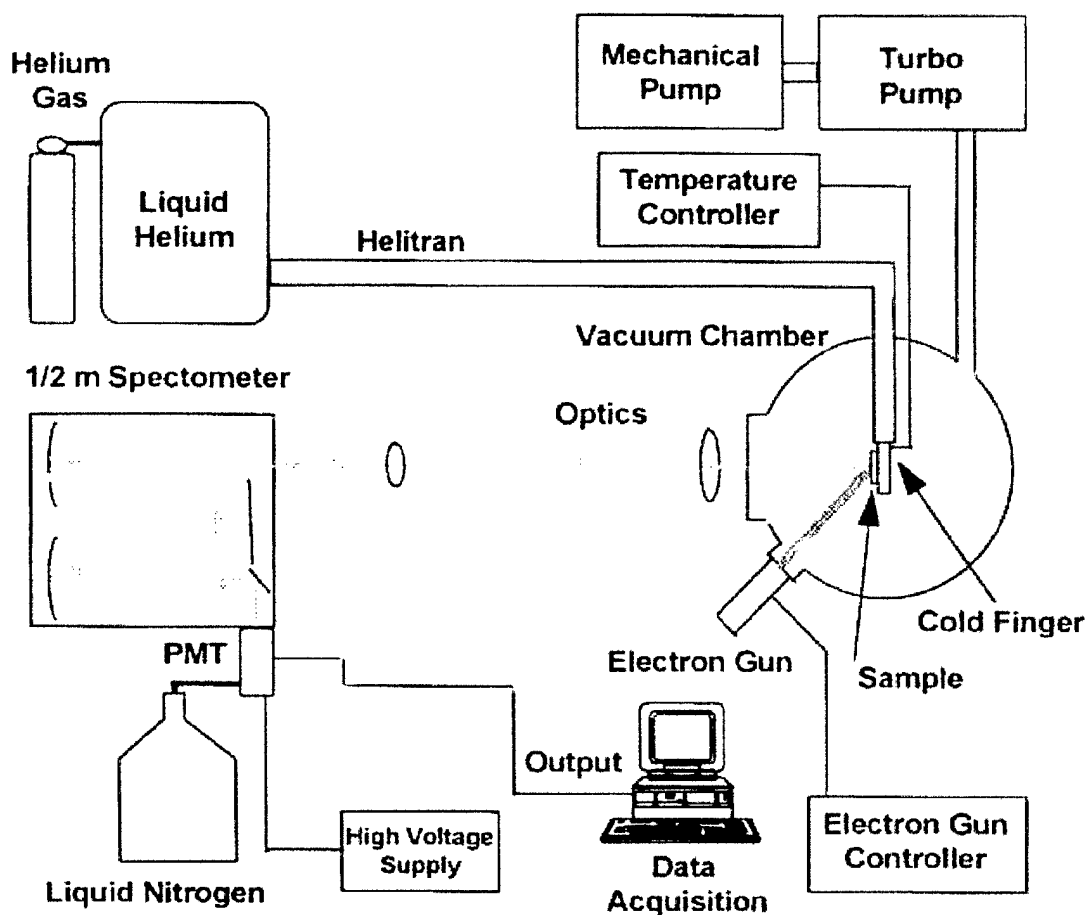 Helium
Gas
Liquid
Helium
Helitran
Mechanical
Pump
Turbo
Pump
Temperature
Controller
Vacuum Chamber
1/2 m Spectometer
Optics
Cold Finger
Sample
Electron Gun
PMT
Output
Liquid Nitrogen
High Voltage
Supply
Data
Acquisition
Electron Gun
Controller